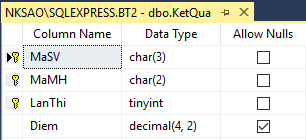 NKSAO\SQLEXPRESS.BT2 - dbo.KetQua
Column Name Data Type Allow Nulls
MaSV char(3)
MaMH char(2)
LanThi tinyint
Diem decimal(4, 2)